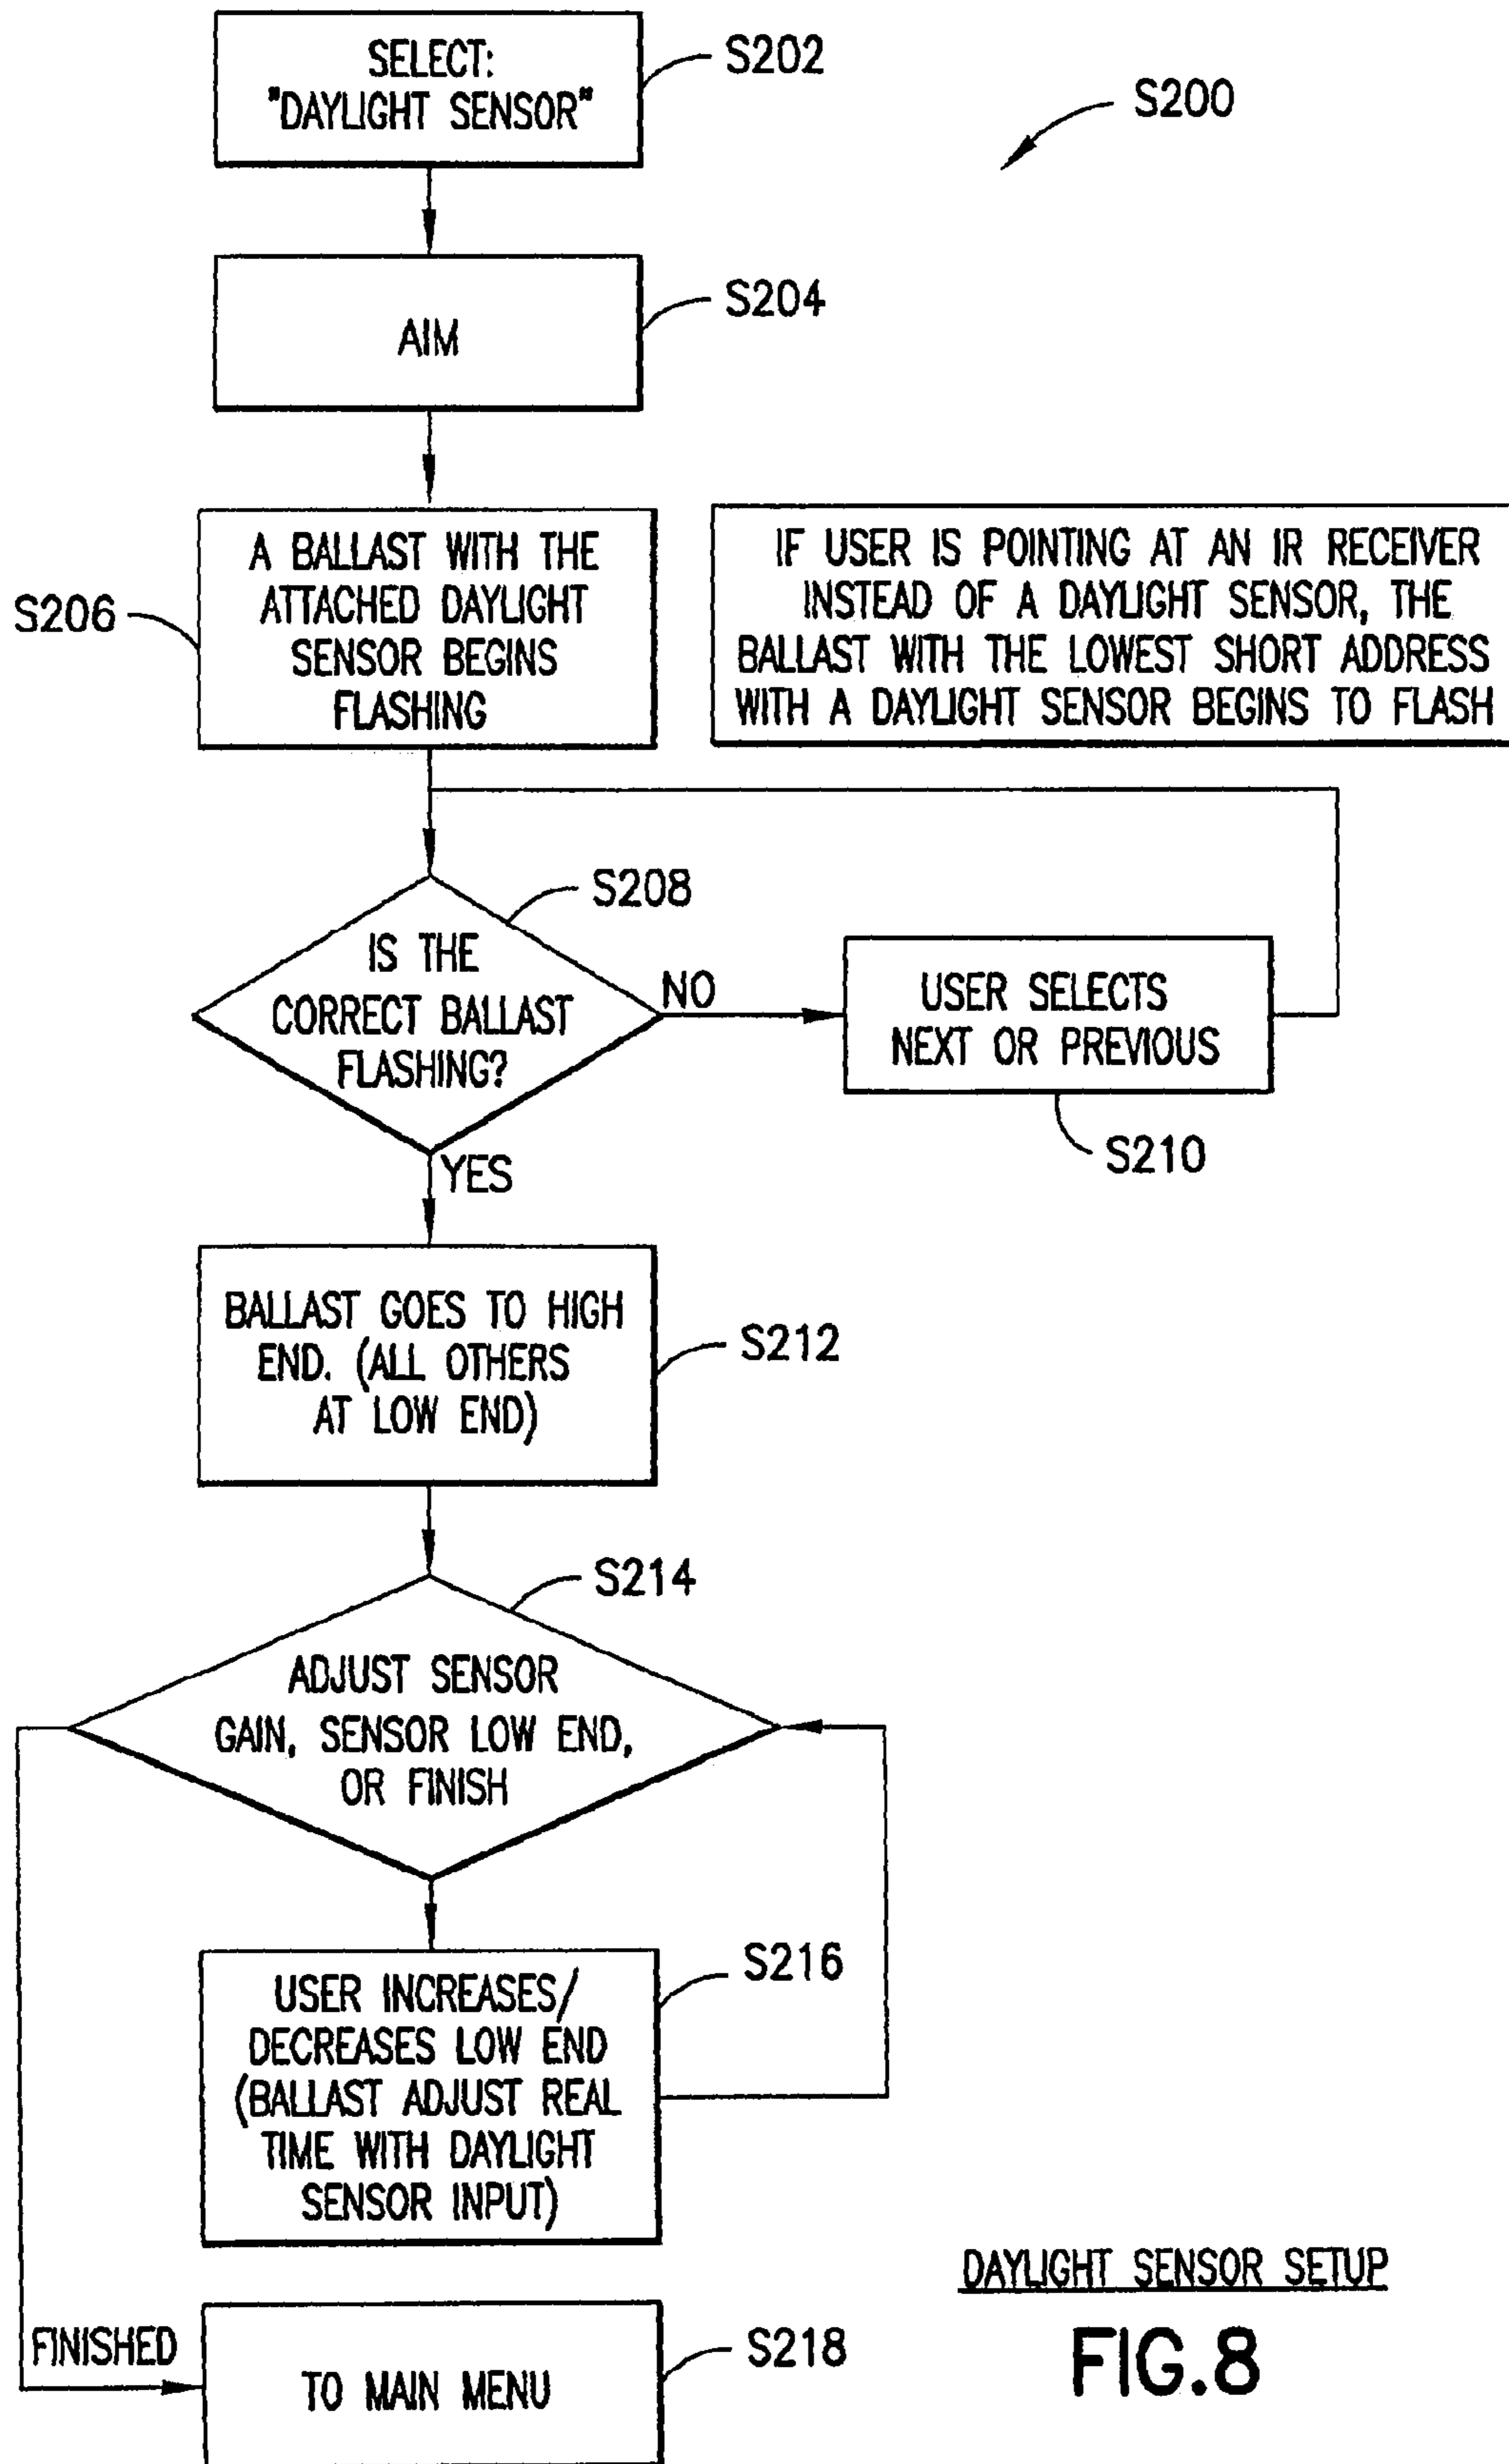 SELECT:
"DAYLIGHT SENSOR"
S202
S200
AIM
S204
A BALLAST WITH THE
ATTACHED DAYLIGHT
SENSOR BEGINS
FLASHING
S206
IF USER IS POINTING AT AN IR RECEIVER
INSTEAD OF A DAYLIGHT SENSOR, THE
BALLAST WITH THE LOWEST SHORT ADDRESS
WITH A DAYLIGHT SENSOR BEGINS TO FLASH
IS THE
CORRECT BALLAST
FLASHING?
S208
NO
USER SELECTS
NEXT OR PREVIOUS
S210
YES
BALLAST GOES TO HIGH
END. (ALL OTHERS
AT LOW END)
S212
ADJUST SENSOR
GAIN, SENSOR LOW END,
OR FINISH
S214
USER INCREASES/
DECREASES LOW END
(BALLAST ADJUST REAL
TIME WITH DAYLIGHT
SENSOR INPUT)
S216
FINISHED
TO MAIN MENU
S218
DAYLIGHT SENSOR SETUP
FIG.8